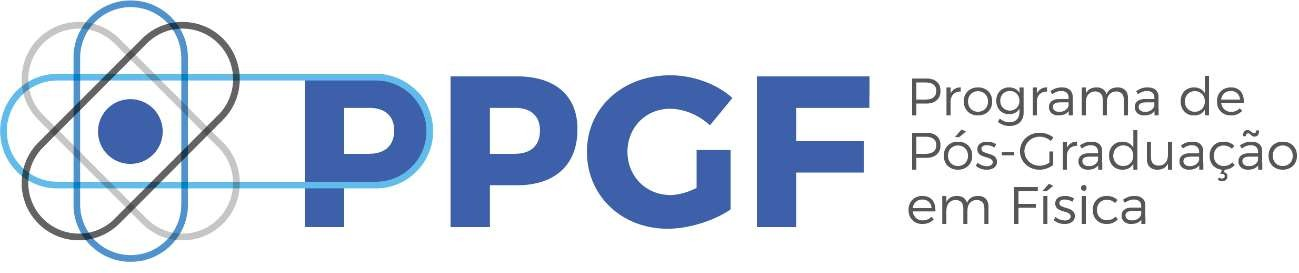 PPGF
Programa de
Pós-Graduação
em Física